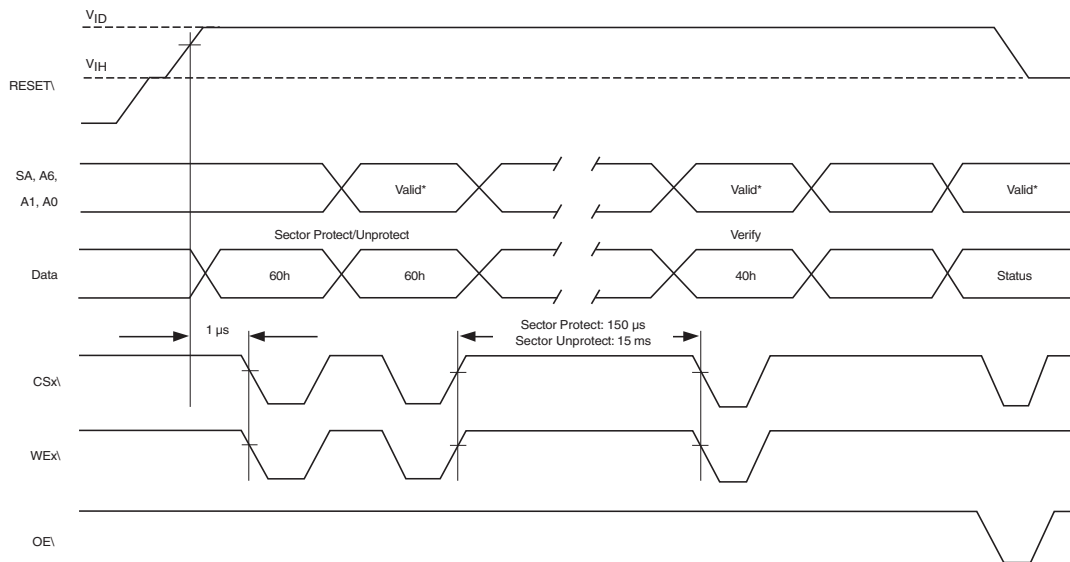 VID
VIH
RESET\
SA, A6,
A1, A0
Valid*
Valid*
Valid*
Sector Protect/Unprotect
Verify
Data
60h
60h
40h
Status
1 µs
Sector Protect: 150 µs
Sector Unprotect: 15 ms
CSx\
WEx\
OE\